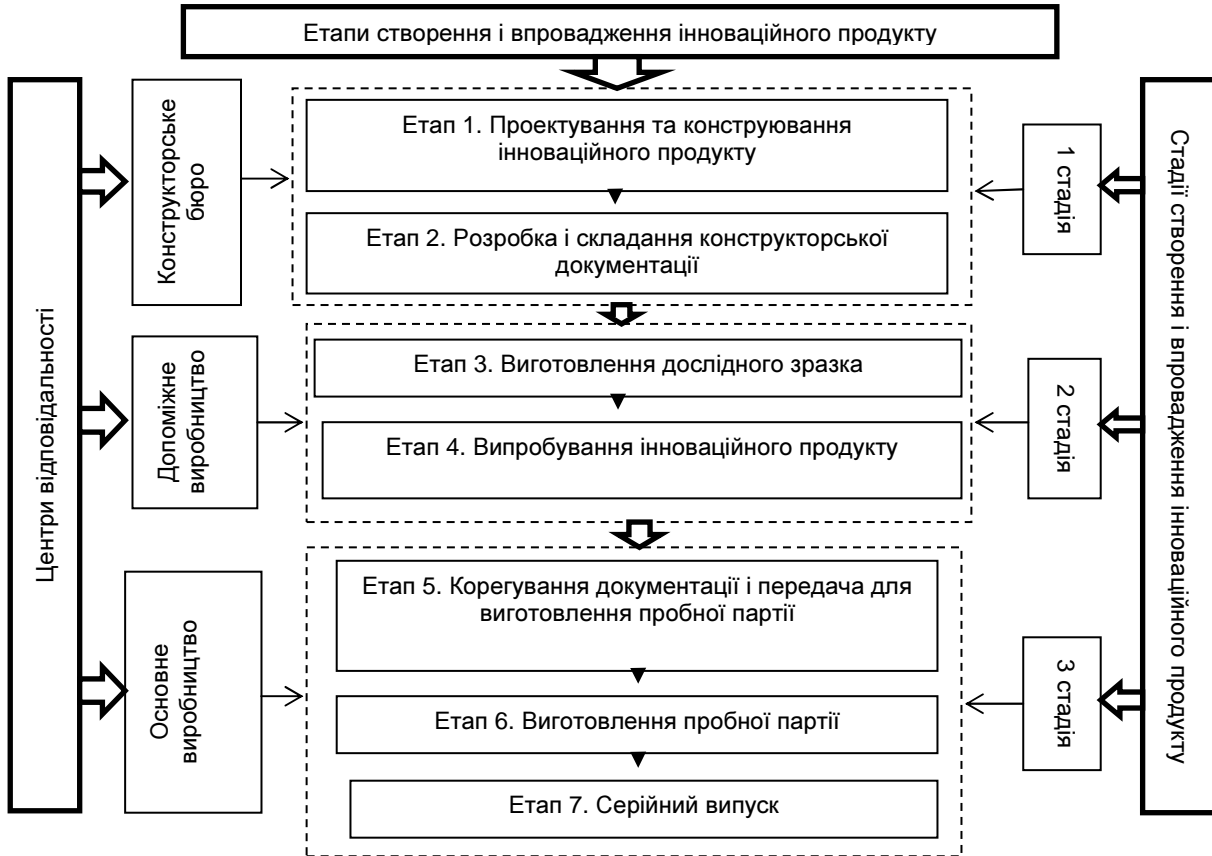 Етапи створення і впровадження інноваційного продукту
Центри відповідальності
Конструкторське
бюро
Етап 1. Проектування та конструювання
інноваційного продукту
1 стадія
Стадії створення і впровадження інноваційного продукту
Етап 2. Розробка і складання конструкторської
документації
Допоміжне
виробництво
Етап 3. Виготовлення дослідного зразка
2 стадія
Етап 4. Випробування інноваційного продукту
Основне
виробництво
Етап 5. Корегування документації і передача для
виготовлення пробної партії
3 стадія
Етап 6. Виготовлення пробної партії
Етап 7. Серійний випуск